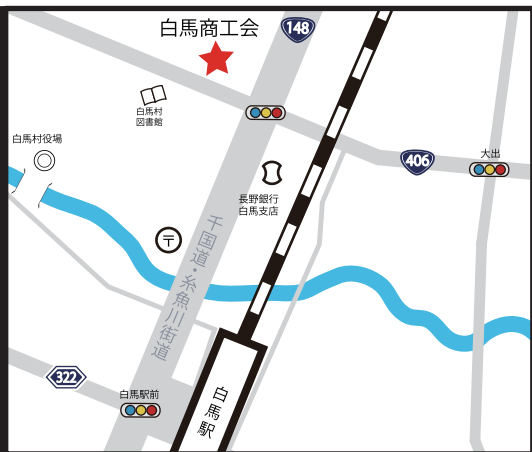 白馬商工会
148
白馬村
図書館
白馬村役場
406
大出
長野銀行
白馬支店
〒
千国道・糸魚川街道
322
白馬駅前
白馬駅